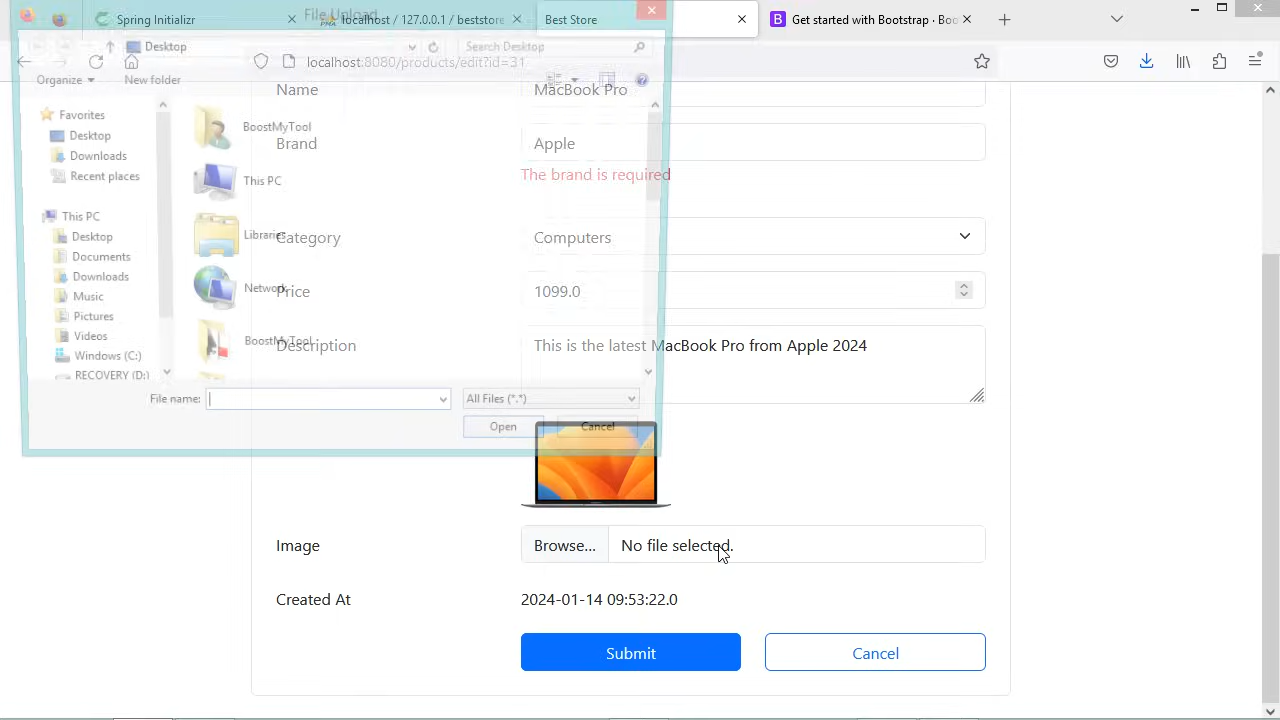 File Upload
Spring Initializr
localhost / 127.0.0.1 / beststore
Best Store
Get started with Bootstrap · Boo
Desktop
Search Desktop
localhost:8080/products/edit?id=31
Organize
New folder
Name
MacBook Pro
Favorites
Desktop
Downloads
Recent places
This PC
Desktop
Documents
Downloads
Music
Pictures
Videos
Windows (C:)
RECOVERY (D:)
BoostMyTool
This PC
Libraries
Network
BoostMyTool
Brand
Apple
The brand is required
Category
Computers
Price
1099.0
Description
This is the latest MacBook Pro from Apple 2024
File name:
All Files (*.*)
Open
Cancel
Image
Browse...
No file selected.
Created At
2024-01-14 09:53:22.0
Submit
Cancel